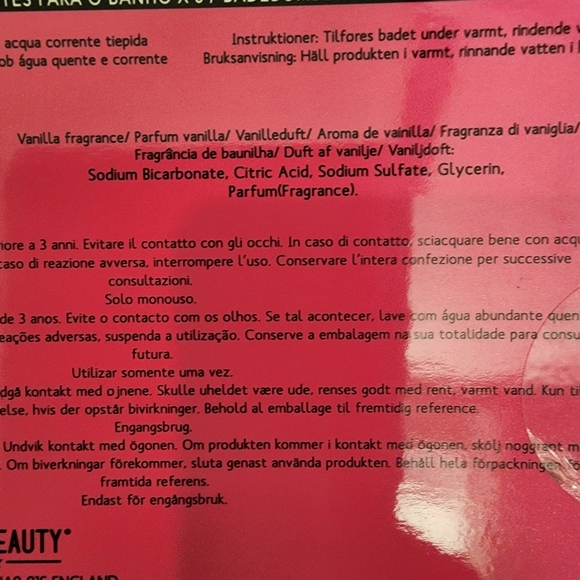 acqua corrente tiepida
Instruktioner: Tilføres badet under varmt, rindende
ob água quente e corrente
Bruksanvisning: Häll produkten i varmt, rinnande vatten i
Vanilla fragrance/ Parfum vanilla/ Vanilleduft/ Aroma de vainilla/ Fragranza di vaniglia/
Fragrância de baunilha/ Duft af vanilje/ Vaniljdoft:
Sodium Bicarbonate, Citric Acid, Sodium Sulfate, Glycerin,
Parfum(Fragrance).
nore a 3 anni. Evitare il contatto con gli occhi. In caso di contatto, sciacquare bene con acqu
caso di reazione avversa, interrompere l'uso. Conservare l'intera confezione per successive
consultazioni.
Solo monouso.
de 3 anos. Evite o contacto com os olhos. Se tal acontecer, lave com água abundante quen
eações adversas, suspenda a utilização. Conserve a embalagem na sua totalidade para consu
futura.
Utilizar somente uma vez.
dgå kontakt med øjnene. Skulle uheldet være ude, renses godt med rent, varmt vand. Kun ti
else, hvis der opstår bivirkninger. Behold al emballage til fremtidig reference.
Engangsbrug.
Undvik kontakt med ögonen. Om produkten kommer i kontakt med ögonen, skölj noggrant m
. Om biverkningar förekommer, sluta genast använda produkten. Behåll hela förpackningen
framtida referens.
Endast för engångsbruk.
EAUTY®
ENGLAND